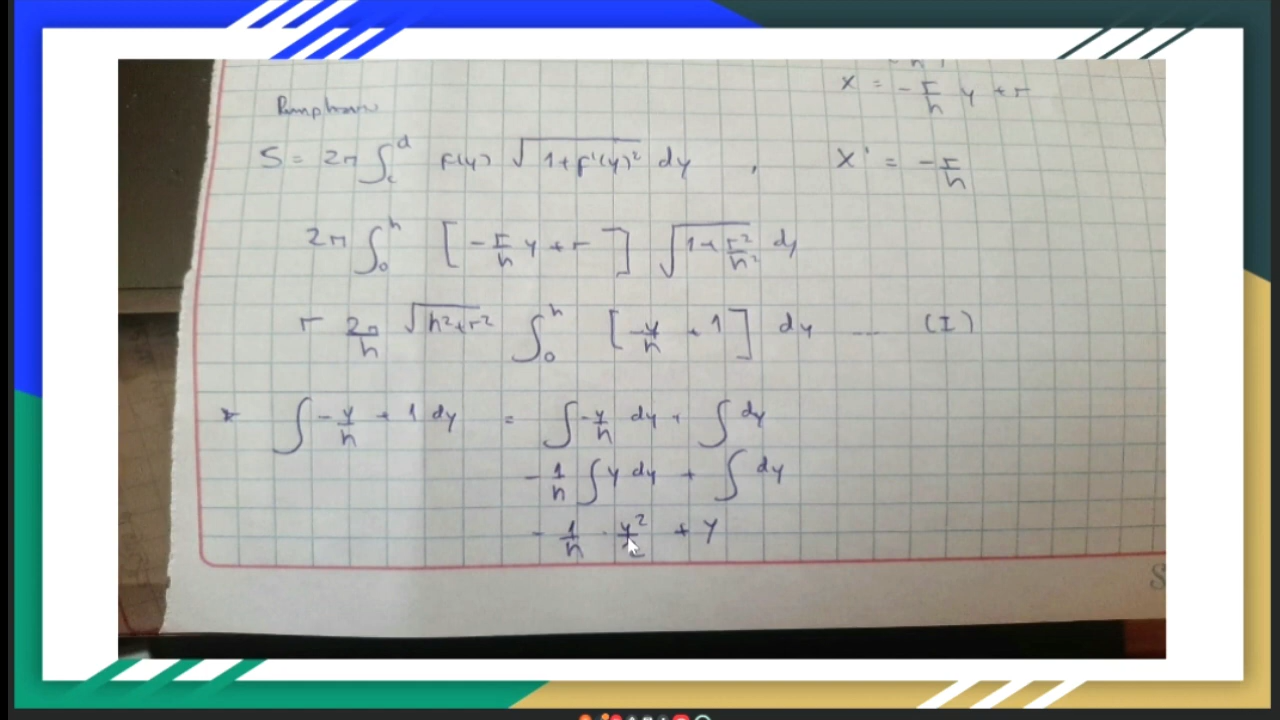 x = -r/h y + r
S = 2π ∫_c^d f(y) √(1+f'(y)²) dy , x' = -r/h
2π ∫_0^h [-r/h y + r] √(1+r²/h²) dy
r 2π/h √(h²+r²) ∫_0^h [-y/h + 1] dy ... (I)
* ∫ -y/h + 1 dy = ∫ -y/h dy + ∫ dy
-1/h ∫ y dy + ∫ dy
-1/h · y²/2 + y
S